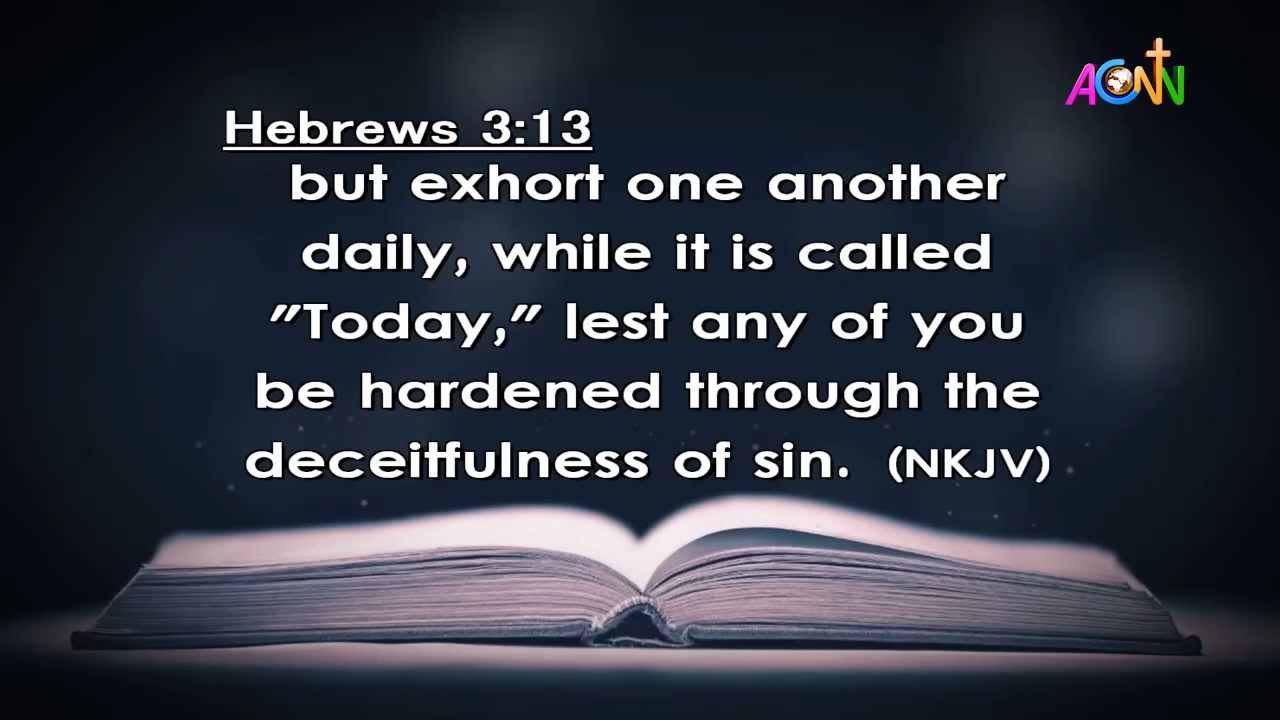 ACNN
Hebrews 3:13
but exhort one another
daily, while it is called
"Today," lest any of you
be hardened through the
deceitfulness of sin. (NKJV)